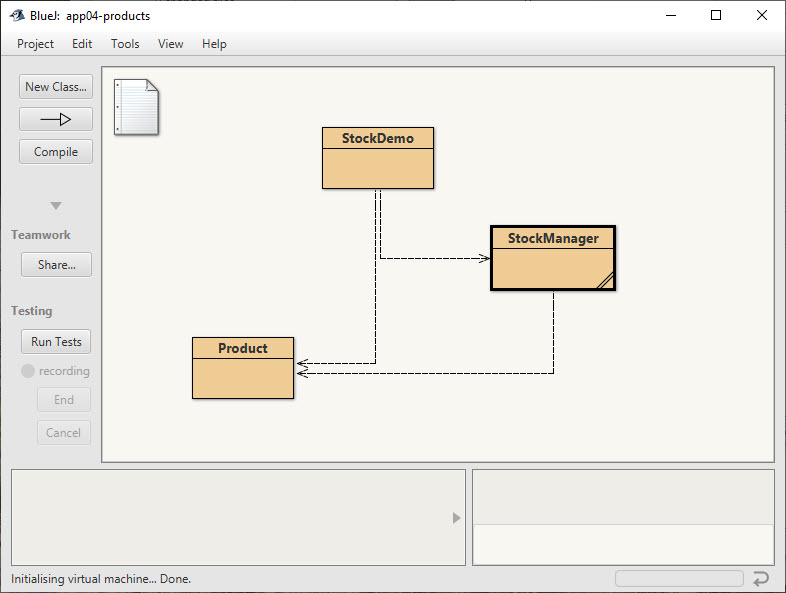 BlueJ: app04-products
Project Edit Tools View Help
New Class...
Compile
Teamwork
Share...
Testing
Run Tests
recording
End
Cancel
StockDemo
StockManager
Product
Initialising virtual machine... Done.